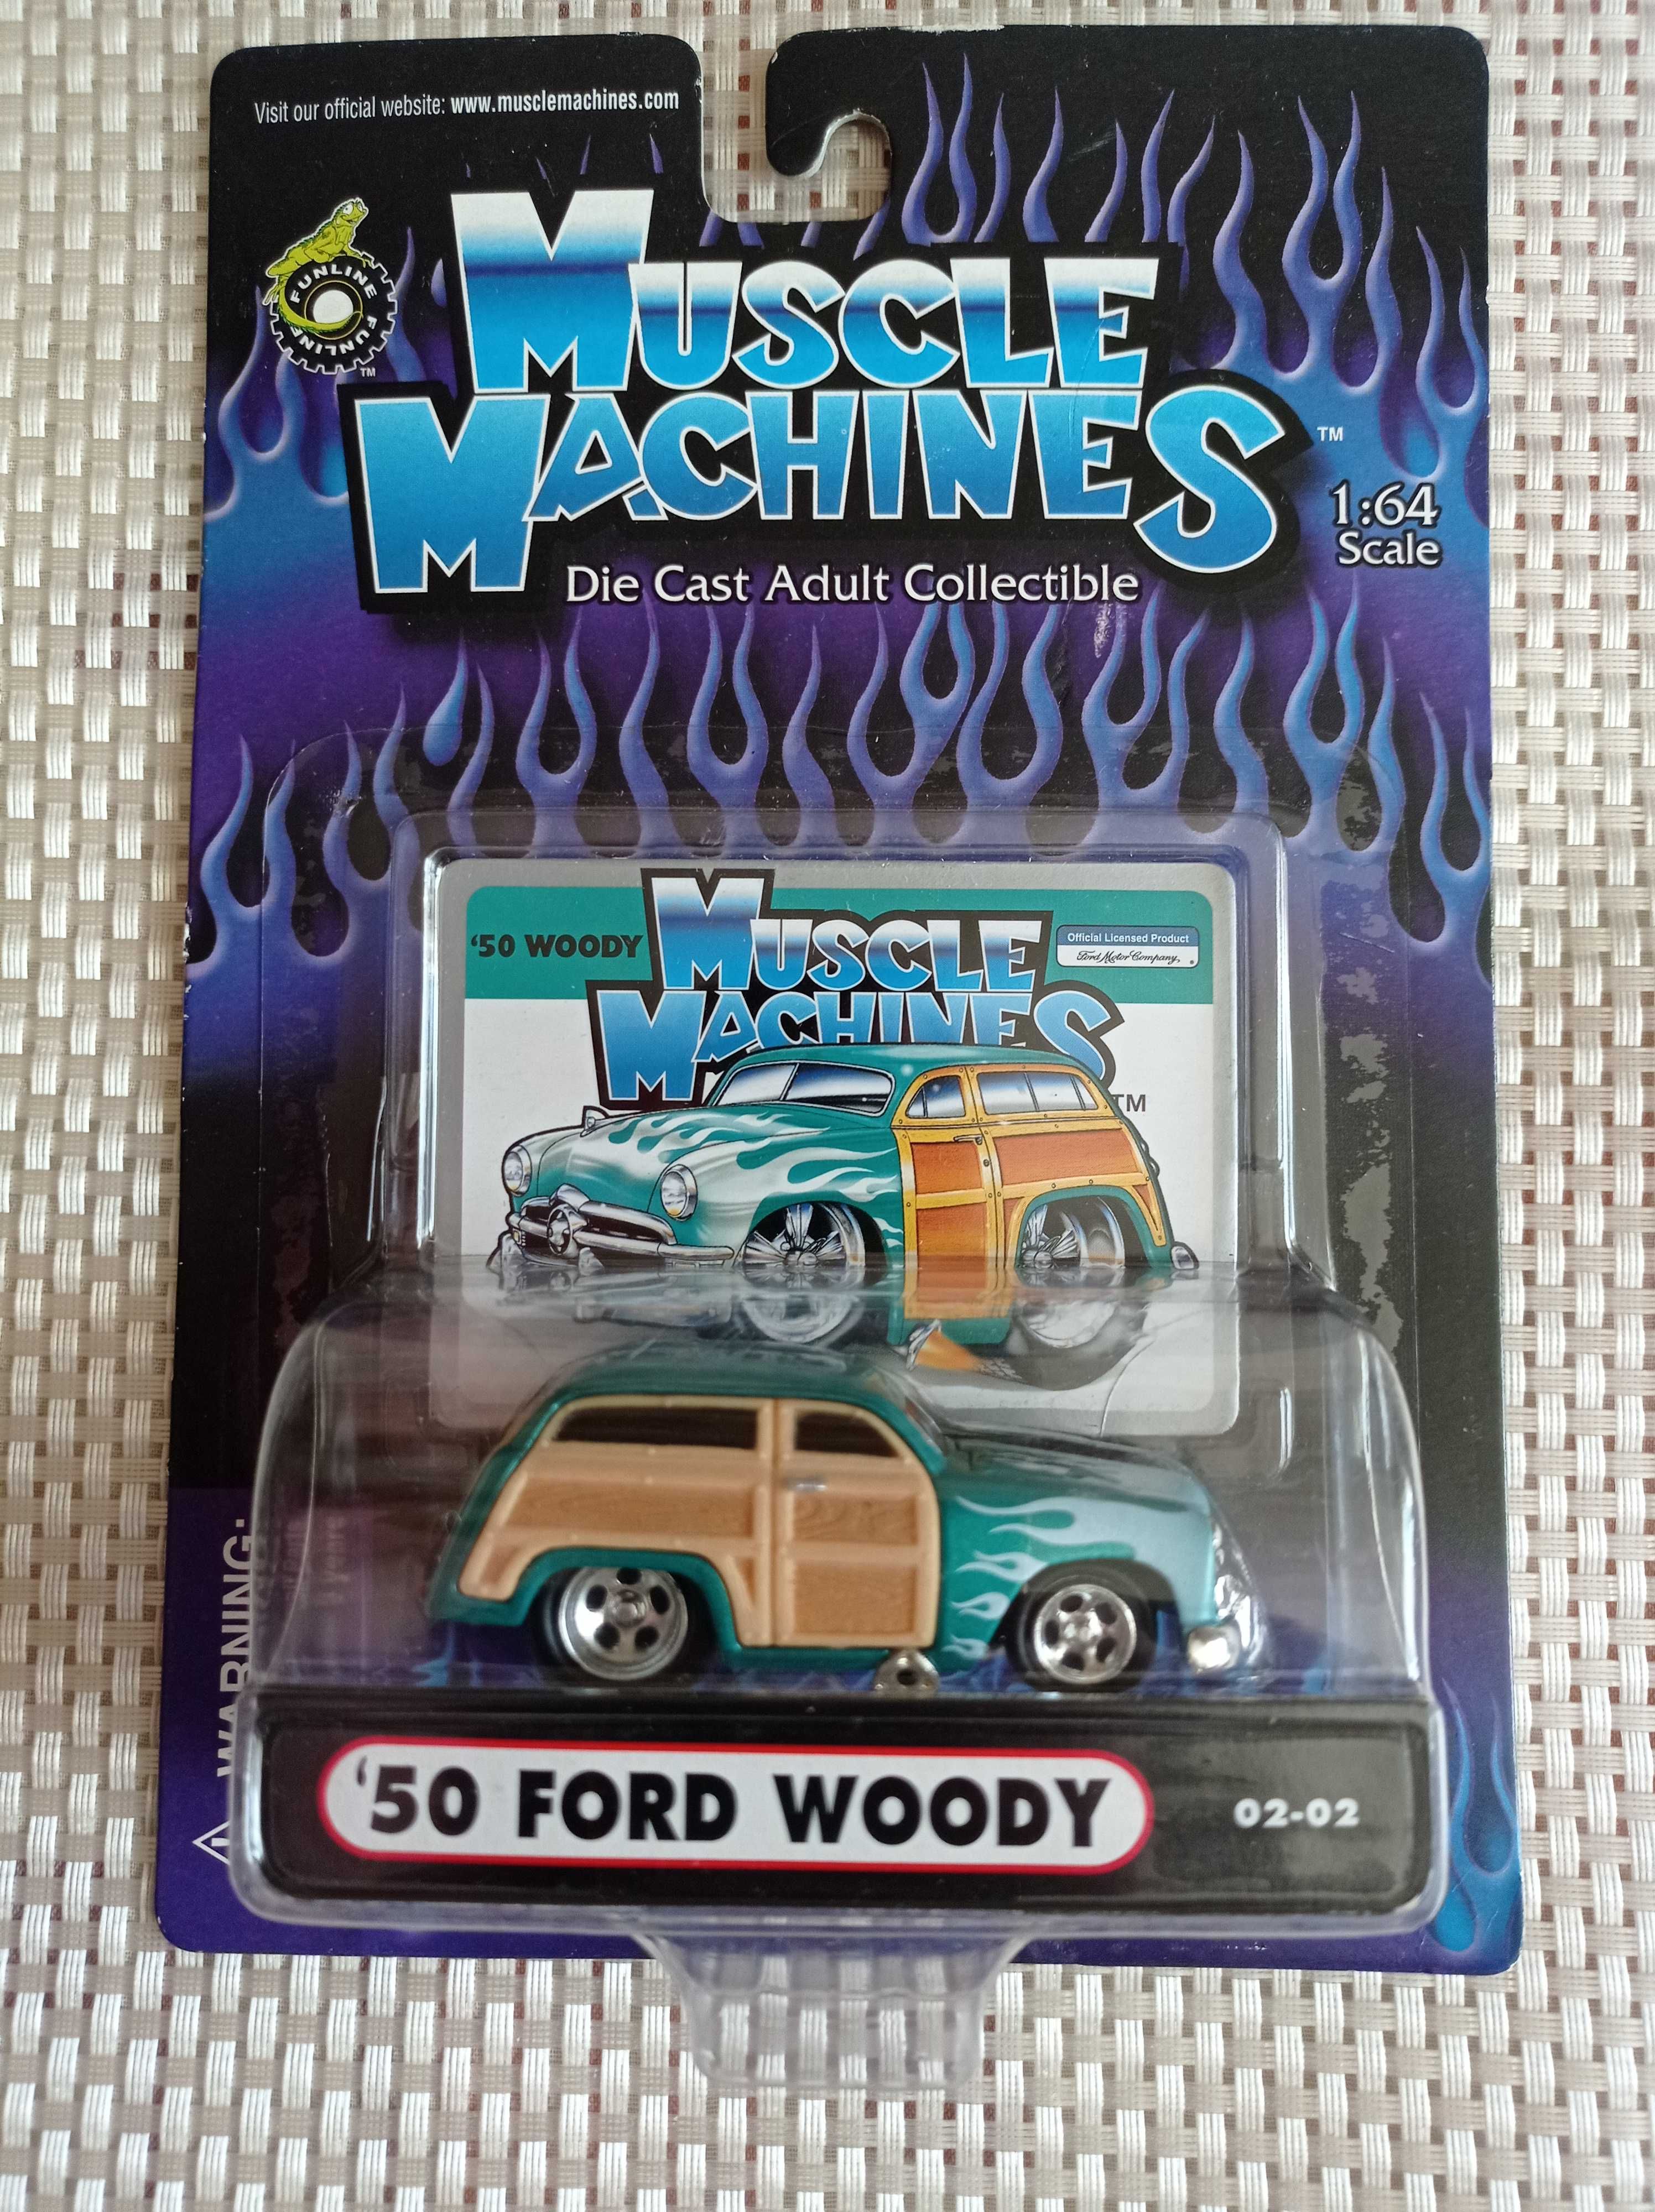 Visit our official website: www.musclemachines.com
FUNLINE FUNLINE
TM
MUSCLE
MACHINES
TM
1:64
Scale
Die Cast Adult Collectible
'50 WOODY
MUSCLE
MACHINES
TM
Official Licensed Product
Ford Motor Company
®
WARNING:
'50 FORD WOODY
02-02